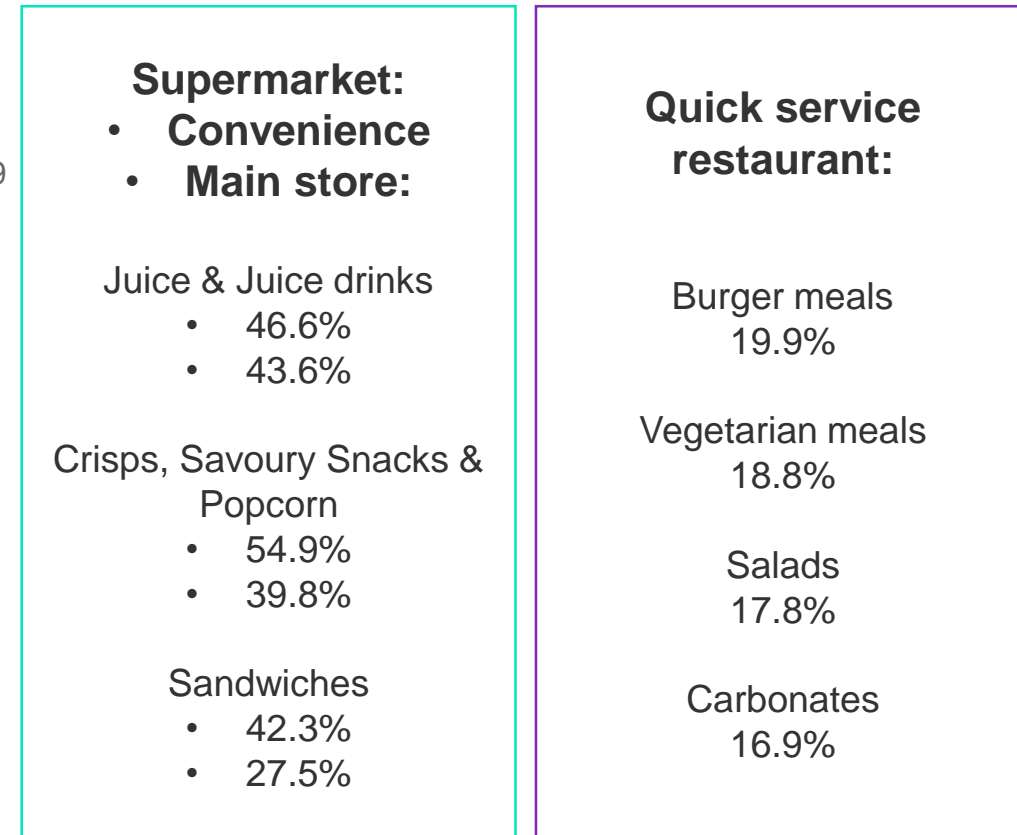 9
Supermarket:
• Convenience
• Main store:
Juice & Juice drinks
• 46.6%
• 43.6%
Crisps, Savoury Snacks &
Popcorn
• 54.9%
• 39.8%
Sandwiches
• 42.3%
• 27.5%
Quick service
restaurant:
Burger meals
19.9%
Vegetarian meals
18.8%
Salads
17.8%
Carbonates
16.9%